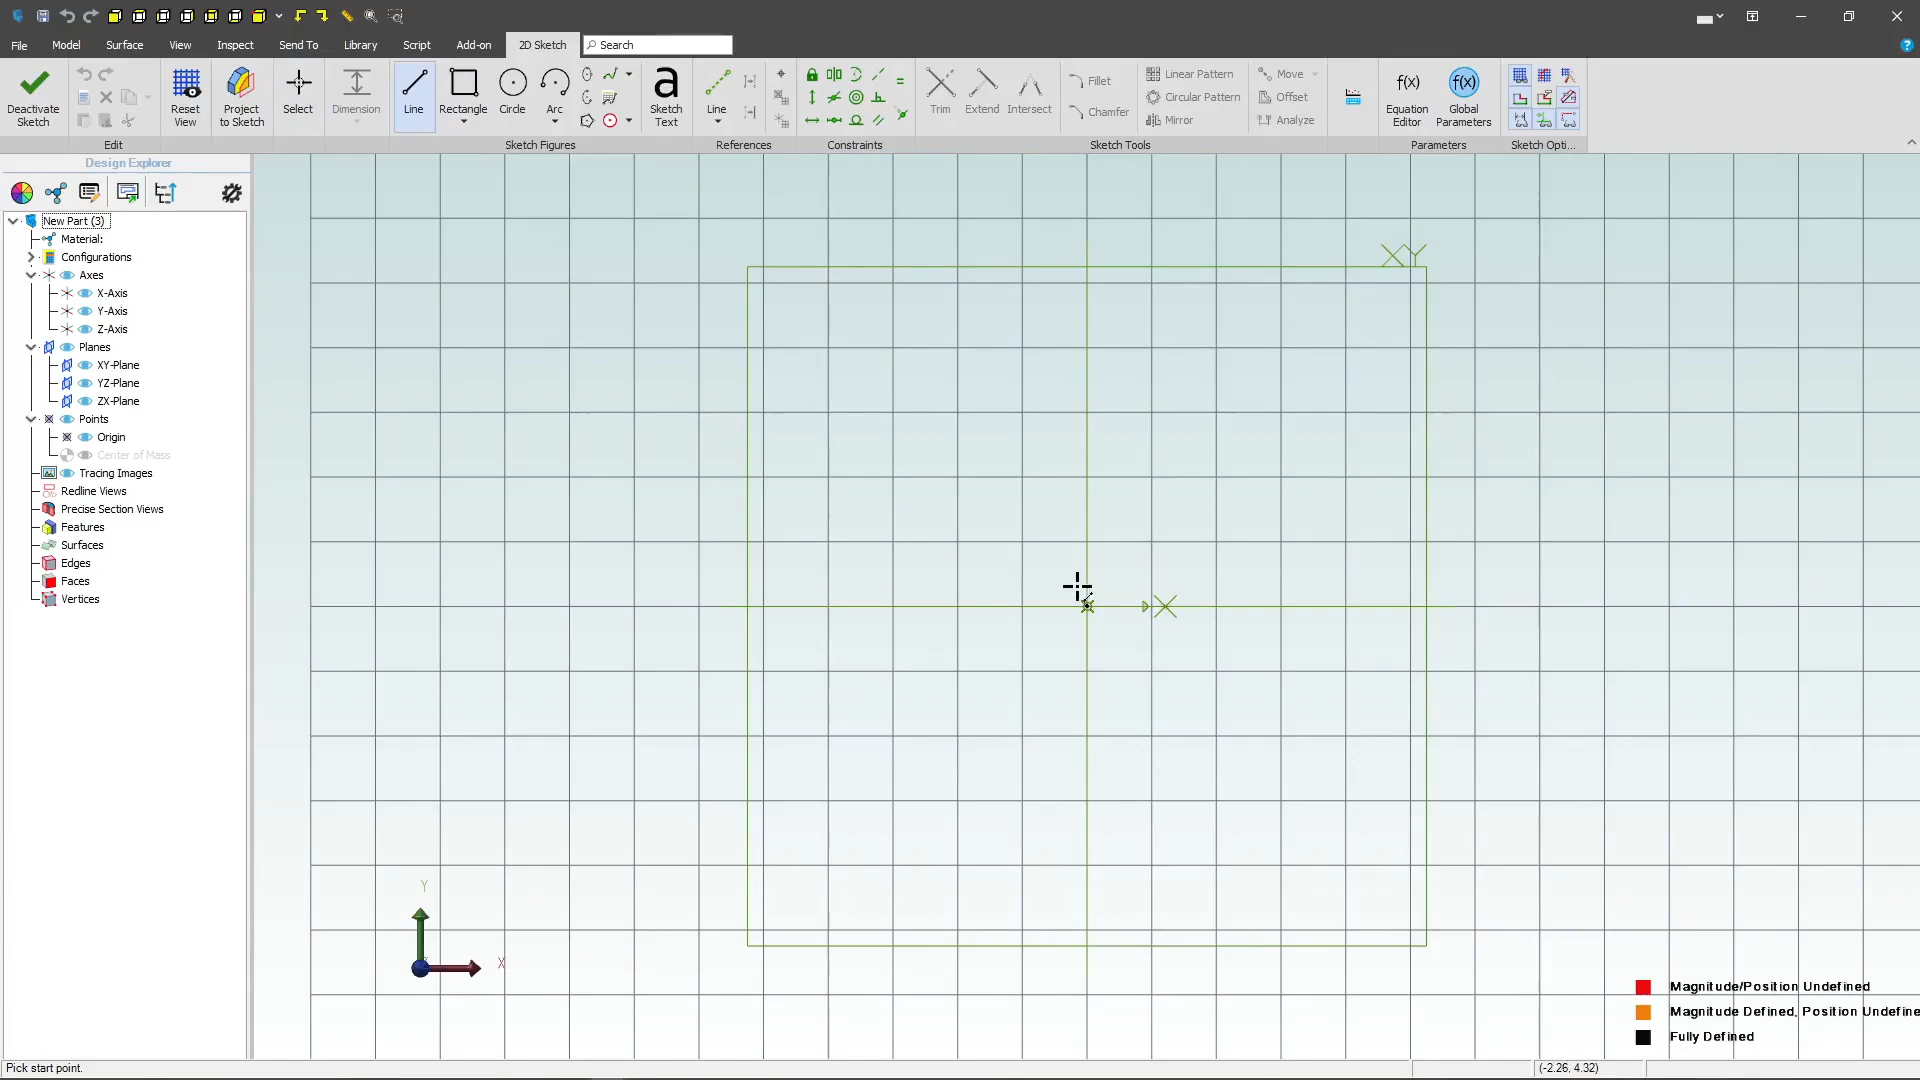 File Model Surface View Inspect Send To Library Script Add-on 2D Sketch Search
Deactivate Sketch
Reset View
Project to Sketch
Select
Dimension
Line
Rectangle
Circle
Arc
a
Sketch Text
Line
Trim
Extend
Intersect
Fillet
Chamfer
Linear Pattern
Circular Pattern
Mirror
Move
Offset
Analyze
f(x)
Equation Editor
f(x)
Global Parameters
Edit
Sketch Figures
References
Constraints
Sketch Tools
Parameters
Sketch Opti...
Design Explorer
New Part (3)
Material:
Configurations
Axes
X-Axis
Y-Axis
Z-Axis
Planes
XY-Plane
YZ-Plane
ZX-Plane
Points
Origin
Center of Mass
Tracing Images
Redline Views
Precise Section Views
Features
Surfaces
Edges
Faces
Vertices
XY
X
Y
X
Magnitude/Position Undefined
Magnitude Defined, Position Undefine
Fully Defined
Pick start point.
(-2.26, 4.32)